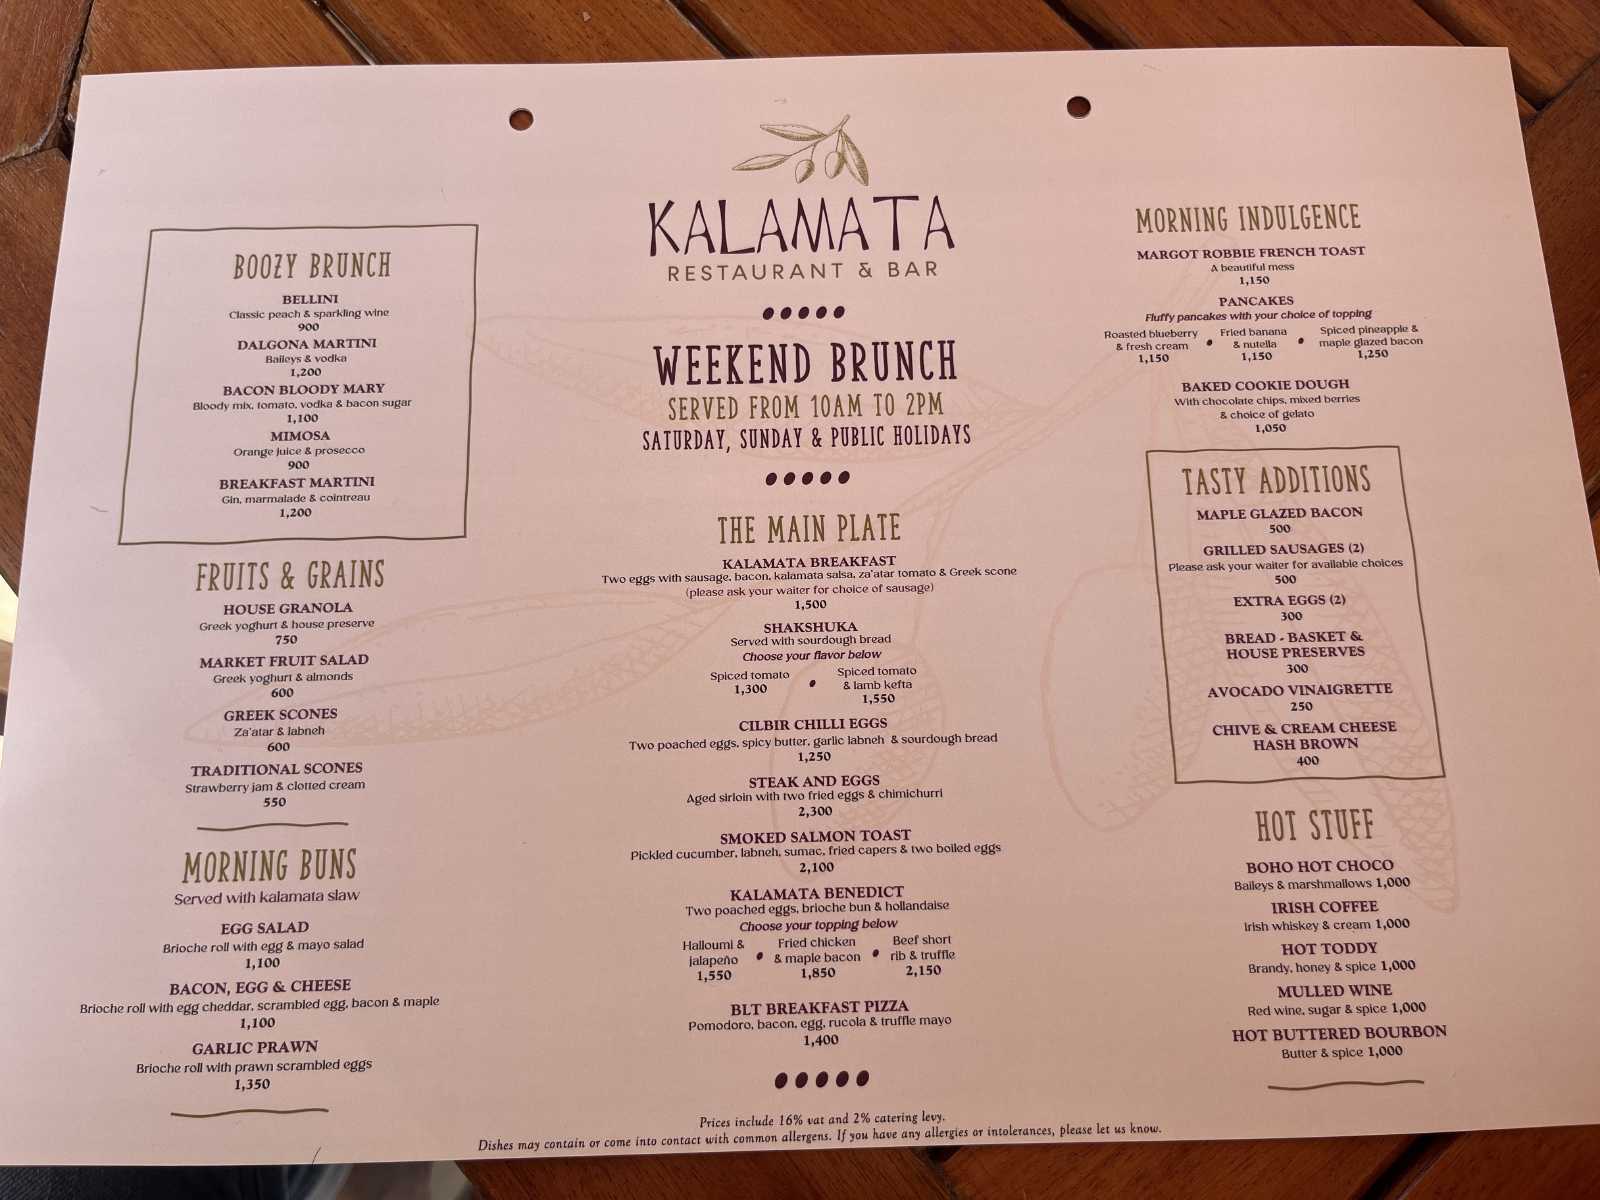 KALAMATA
RESTAURANT & BAR
WEEKEND BRUNCH
SERVED FROM 10AM TO 2PM
SATURDAY, SUNDAY & PUBLIC HOLIDAYS
BOOZY BRUNCH
BELLINI
Classic peach & sparkling wine
900
DALGONA MARTINI
Baileys & vodka
1,200
BACON BLOODY MARY
Bloody mix, tomato, vodka & bacon sugar
1,100
MIMOSA
Orange juice & prosecco
900
BREAKFAST MARTINI
Gin, marmalade & cointreau
1,200
FRUITS & GRAINS
HOUSE GRANOLA
Greek yoghurt & house preserve
750
MARKET FRUIT SALAD
Greek yoghurt & almonds
600
GREEK SCONES
Za'atar & labneh
600
TRADITIONAL SCONES
Strawberry jam & clotted cream
550
MORNING BUNS
Served with kalamata slaw
EGG SALAD
Brioche roll with egg & mayo salad
1,100
BACON, EGG & CHEESE
Brioche roll with egg cheddar, scrambled egg, bacon & maple
1,100
GARLIC PRAWN
Brioche roll with prawn scrambled eggs
1,350
THE MAIN PLATE
KALAMATA BREAKFAST
Two eggs with sausage, bacon, kalamata salsa, za'atar tomato & Greek scone
(please ask your waiter for choice of sausage)
1,500
SHAKSHUKA
Served with sourdough bread
Choose your flavor below
Spiced tomato
1,300
Spiced tomato
& lamb kefta
1,550
CILBIR CHILLI EGGS
Two poached eggs, spicy butter, garlic labneh & sourdough bread
1,250
STEAK AND EGGS
Aged sirloin with two fried eggs & chimichurri
2,300
SMOKED SALMON TOAST
Pickled cucumber, labneh, sumac, fried capers & two boiled eggs
2,100
KALAMATA BENEDICT
Two poached eggs, brioche bun & hollandaise
Choose your topping below
Halloumi &
jalapeño
1,550
Fried chicken
& maple bacon
1,850
Beef short
rib & truffle
2,150
BLT BREAKFAST PIZZA
Pomodoro, bacon, egg, rucola & truffle mayo
1,400
MORNING INDULGENCE
MARGOT ROBBIE FRENCH TOAST
A beautiful mess
1,150
PANCAKES
Fluffy pancakes with your choice of topping
Roasted blueberry
& fresh cream
1,150
Fried banana
& nutella
1,150
Spiced pineapple &
maple glazed bacon
1,250
BAKED COOKIE DOUGH
With chocolate chips, mixed berries
& choice of gelato
1,050
TASTY ADDITIONS
MAPLE GLAZED BACON
500
GRILLED SAUSAGES (2)
Please ask your waiter for available choices
500
EXTRA EGGS (2)
300
BREAD - BASKET &
HOUSE PRESERVES
300
AVOCADO VINAIGRETTE
250
CHIVE & CREAM CHEESE
HASH BROWN
400
HOT STUFF
BOHO HOT CHOCO
Baileys & marshmallows 1,000
IRISH COFFEE
Irish whiskey & cream 1,000
HOT TODDY
Brandy, honey & spice 1,000
MULLED WINE
Red wine, sugar & spice 1,000
HOT BUTTERED BOURBON
Butter & spice 1,000
Prices include 16% vat and 2% catering levy.
Dishes may contain or come into contact with common allergens. If you have any allergies or intolerances, please let us know.